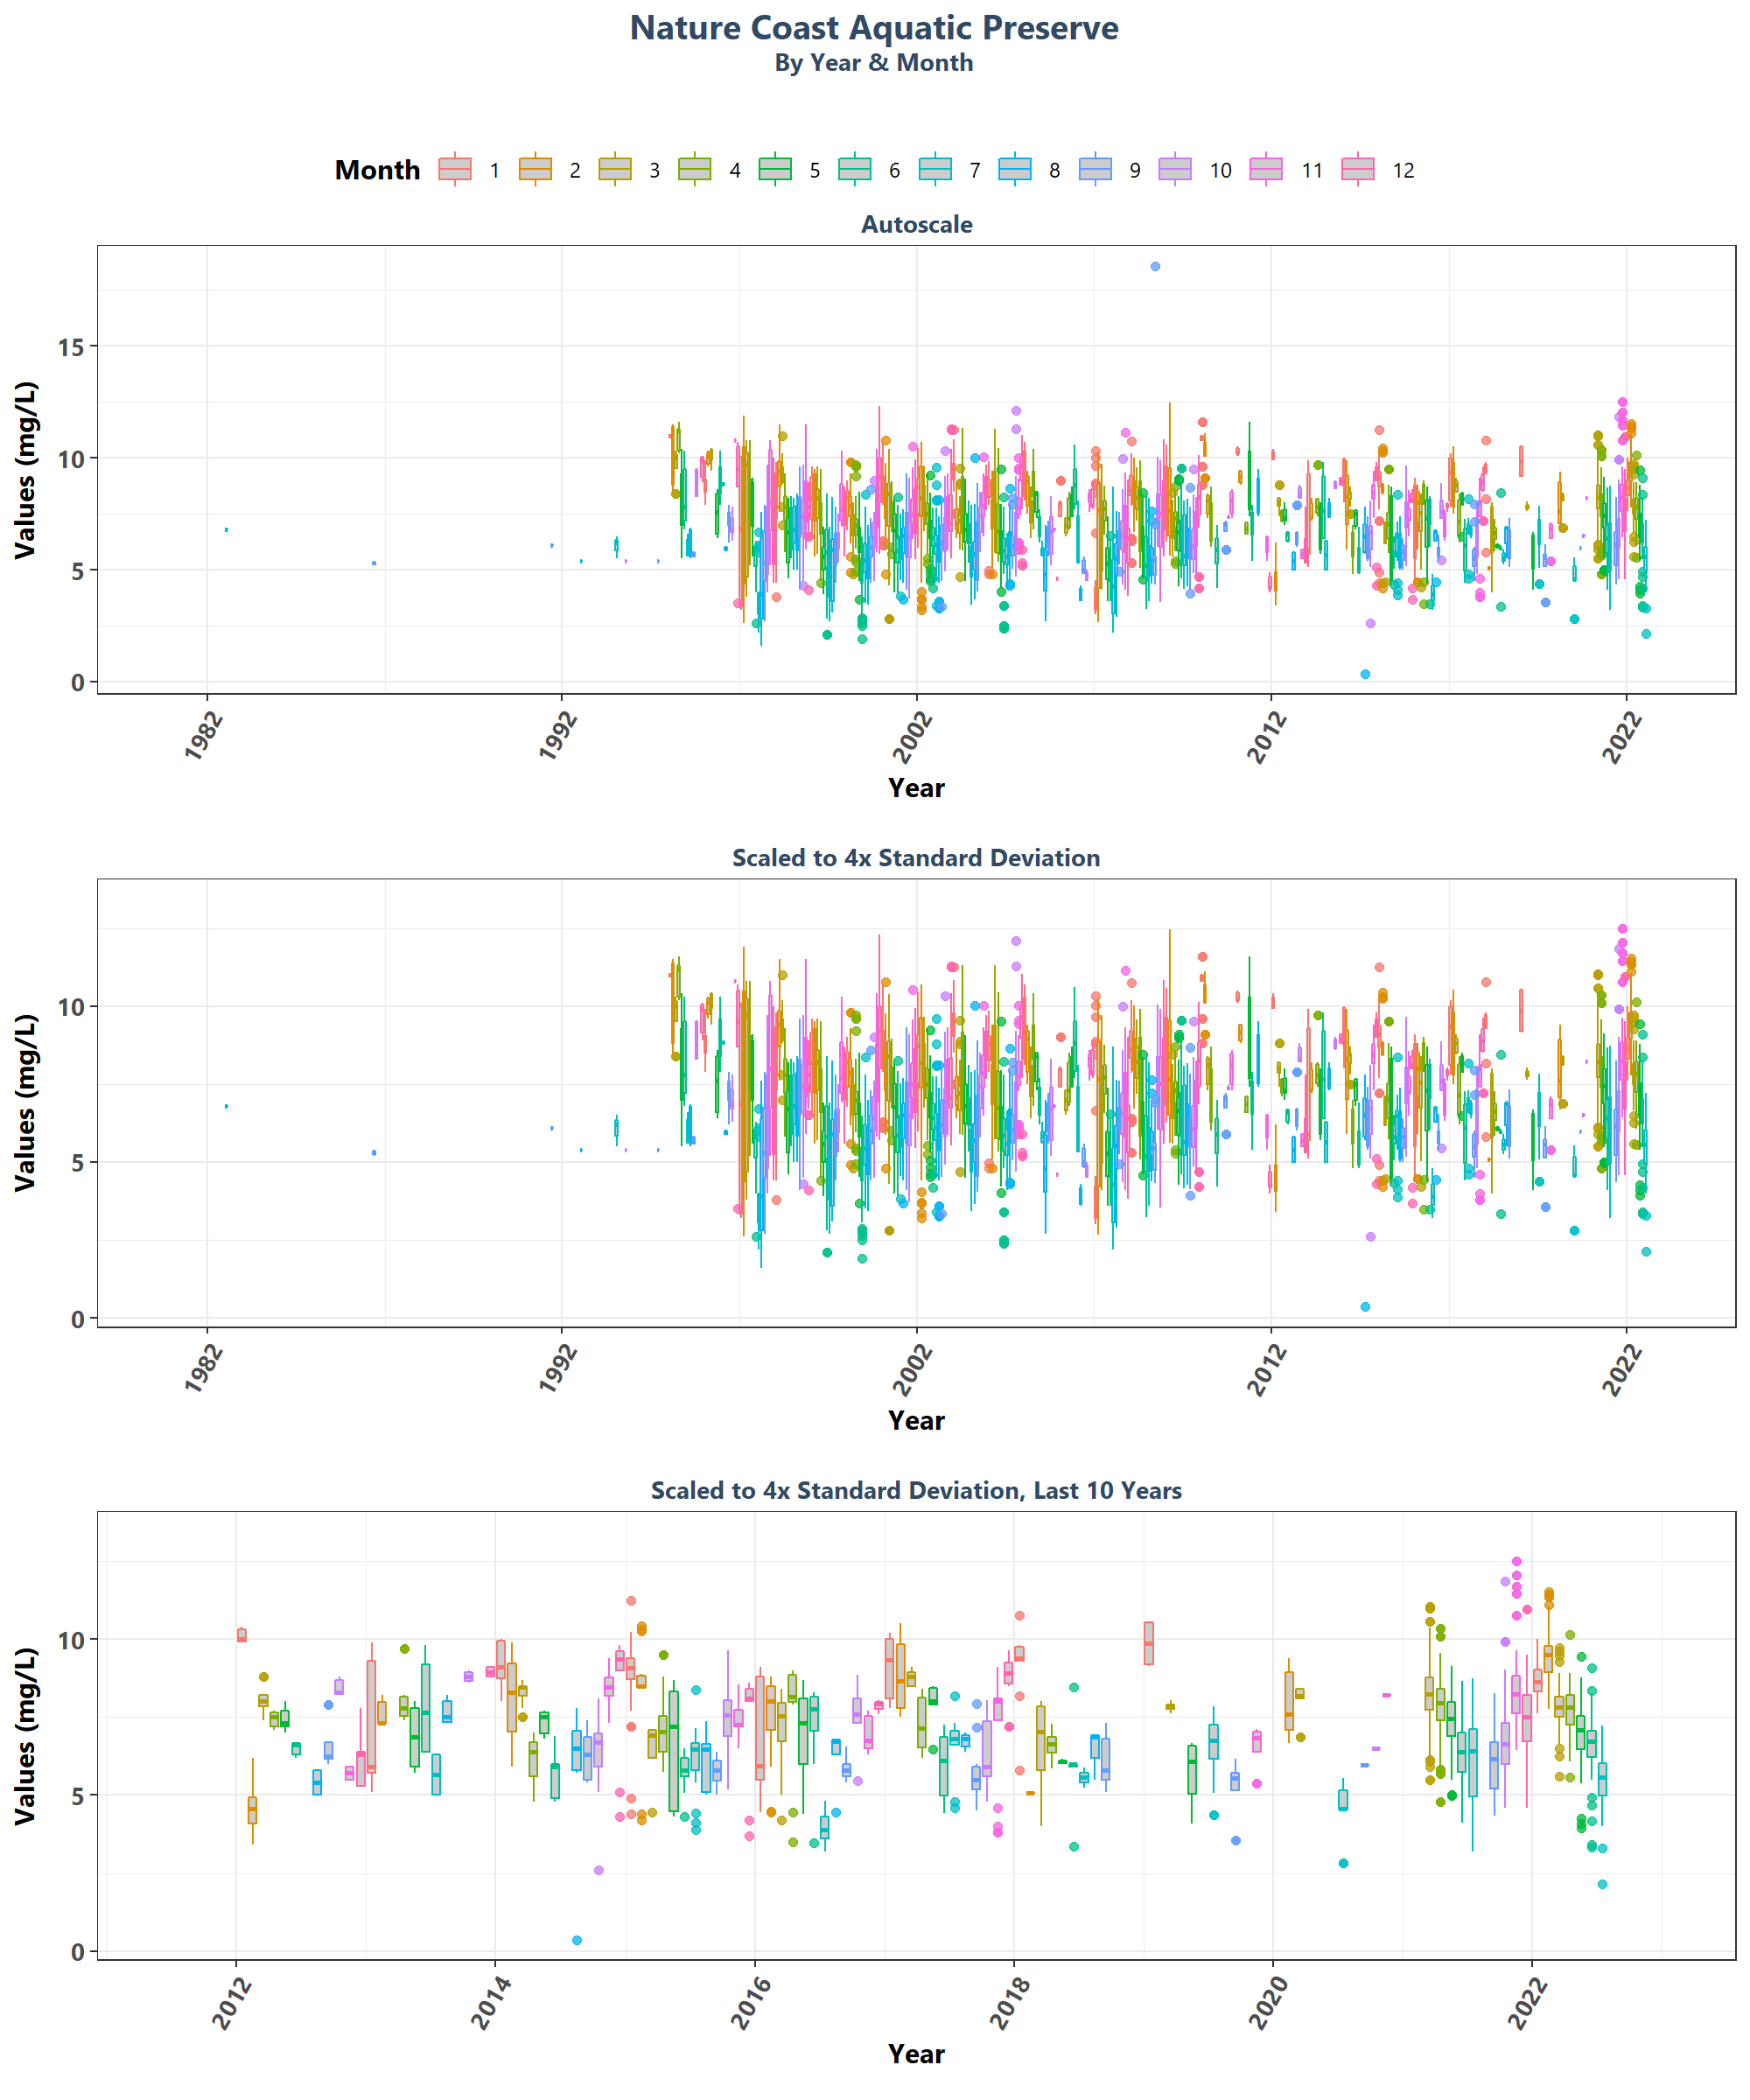 Nature Coast Aquatic Preserve
By Year & Month
Month 1 2 3 4 5 6 7 8 9 10 11 12
Autoscale
Values (mg/L)
15
10
5
0
1982 1992 2002 2012 2022
Year
Scaled to 4x Standard Deviation
Values (mg/L)
10
5
0
1982 1992 2002 2012 2022
Year
Scaled to 4x Standard Deviation, Last 10 Years
Values (mg/L)
10
5
0
2012 2014 2016 2018 2020 2022
Year